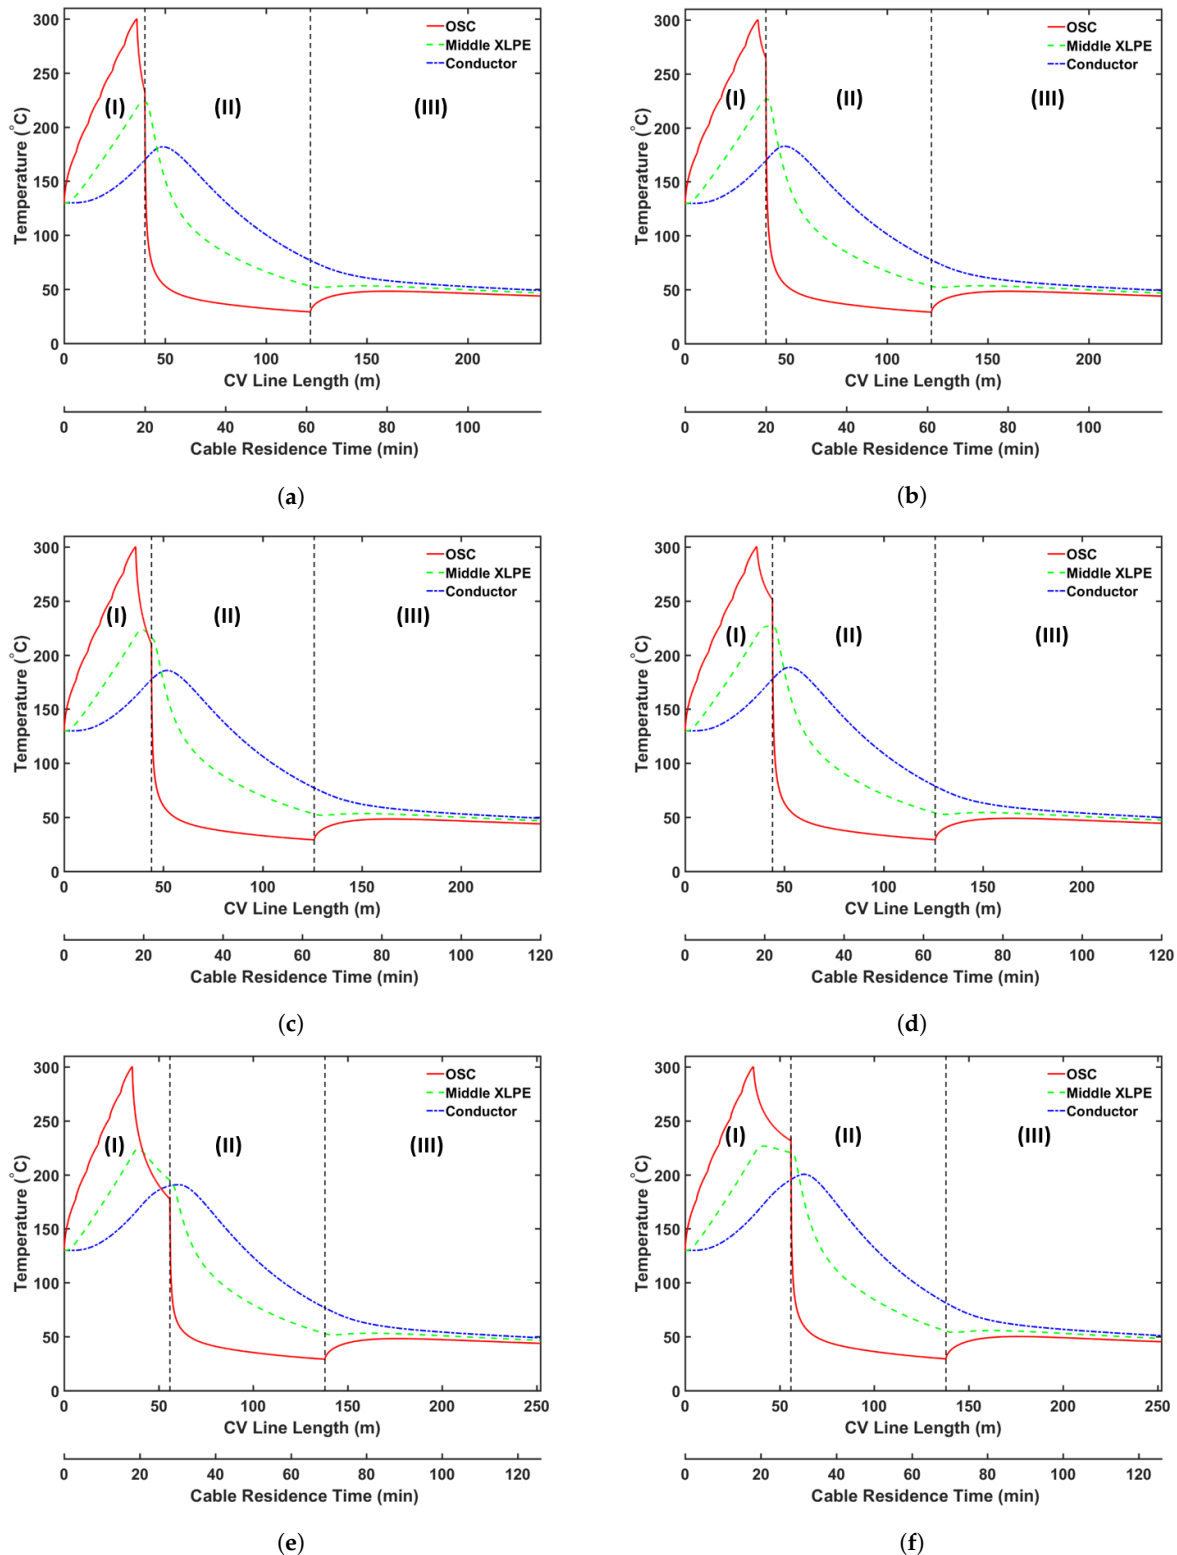 300
250
200
150
100
50
0
Temperature (°C)
OSC
Middle XLPE
Conductor
(I)
(II)
(III)
0 50 100 150 200
CV Line Length (m)
0 20 40 60 80 100
Cable Residence Time (min)
(a)
300
250
200
150
100
50
0
Temperature (°C)
OSC
Middle XLPE
Conductor
(I)
(II)
(III)
0 50 100 150 200
CV Line Length (m)
0 20 40 60 80 100
Cable Residence Time (min)
(b)
300
250
200
150
100
50
0
Temperature (°C)
OSC
Middle XLPE
Conductor
(I)
(II)
(III)
0 50 100 150 200
CV Line Length (m)
0 20 40 60 80 100 120
Cable Residence Time (min)
(c)
300
250
200
150
100
50
0
Temperature (°C)
OSC
Middle XLPE
Conductor
(I)
(II)
(III)
0 50 100 150 200
CV Line Length (m)
0 20 40 60 80 100 120
Cable Residence Time (min)
(d)
300
250
200
150
100
50
0
Temperature (°C)
OSC
Middle XLPE
Conductor
(I)
(II)
(III)
0 50 100 150 200 250
CV Line Length (m)
0 20 40 60 80 100 120
Cable Residence Time (min)
(e)
300
250
200
150
100
50
0
Temperature (°C)
OSC
Middle XLPE
Conductor
(I)
(II)
(III)
0 50 100 150 200 250
CV Line Length (m)
0 20 40 60 80 100 120
Cable Residence Time (min)
(f)